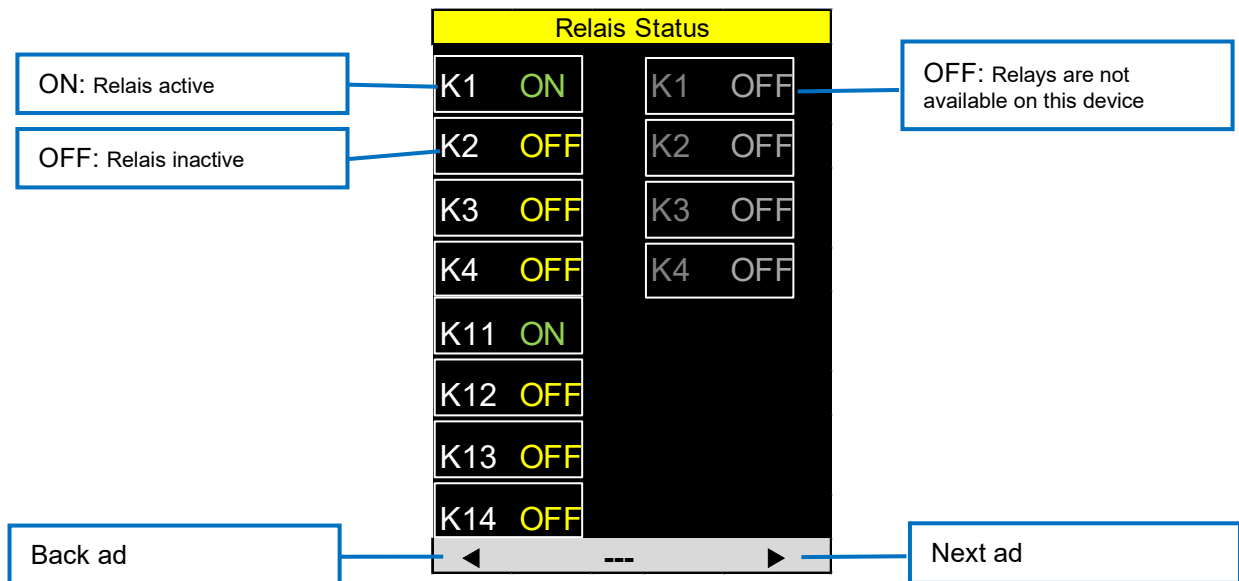 Relais Status
ON: Relais active
OFF: Relais inactive
K1 ON
K2 OFF
K3 OFF
K4 OFF
K11 ON
K12 OFF
K13 OFF
K14 OFF
K1 OFF
K2 OFF
K3 OFF
K4 OFF
OFF: Relays are not
available on this device
Back ad
◄ --- ►
Next ad